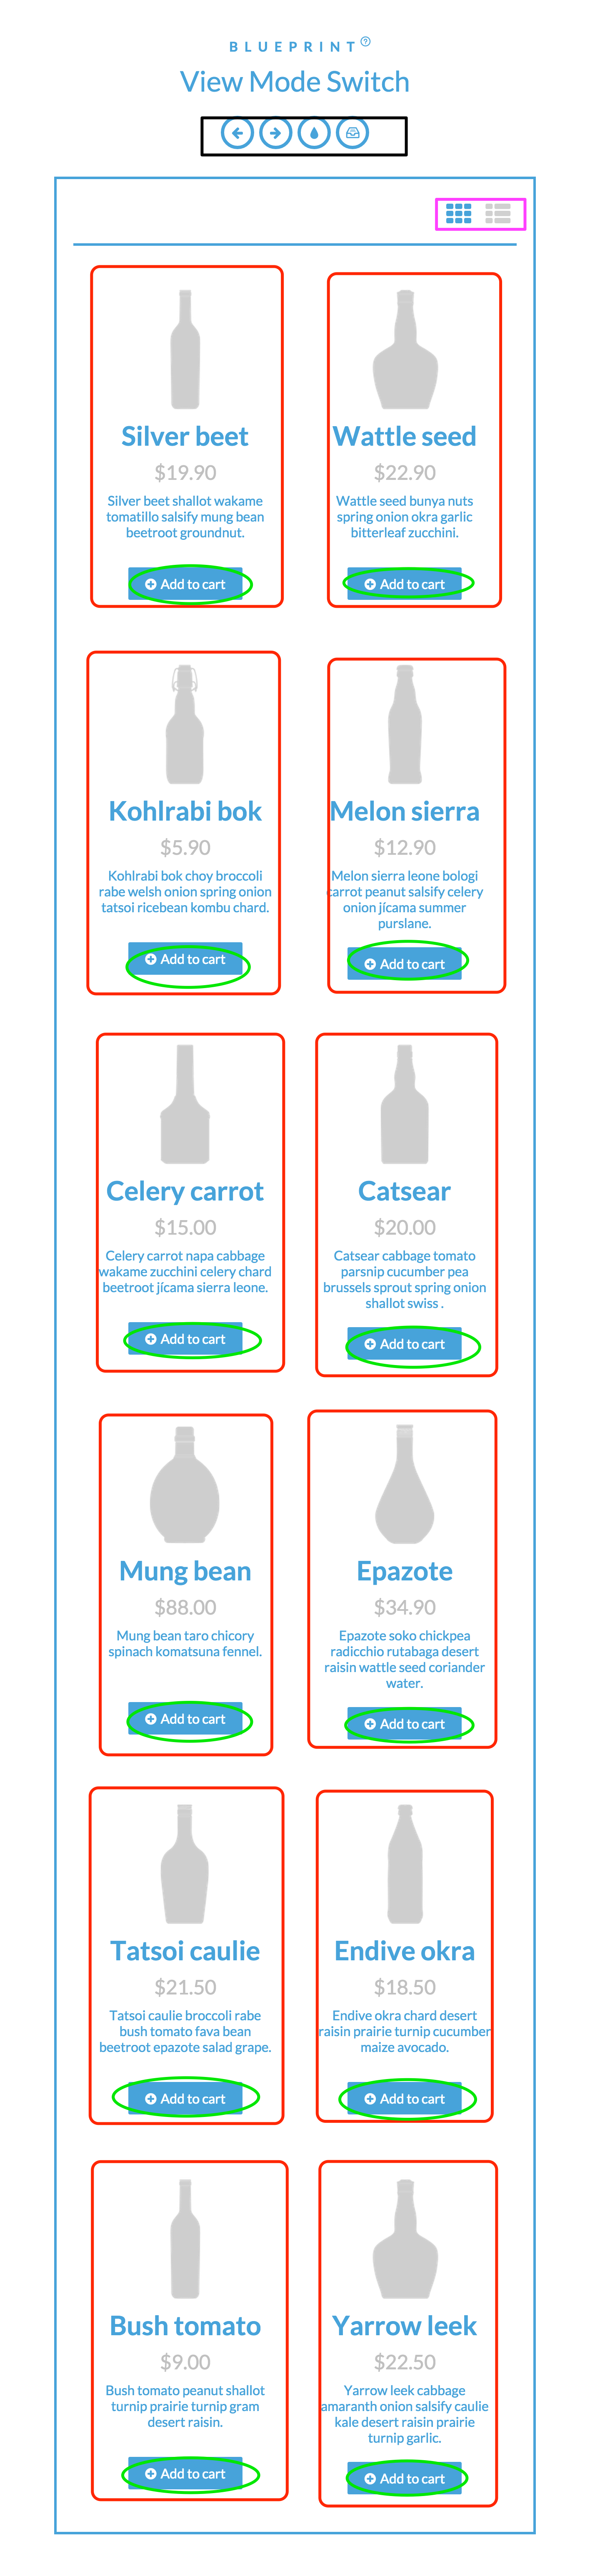 BLUEPRINT
View Mode Switch
Silver beet
$19.90
Silver beet shallot wakame
tomatillo salsify mung bean
beetroot groundnut.
Add to cart
Wattle seed
$22.90
Wattle seed bunya nuts
spring onion okra garlic
bitterleaf zucchini.
Add to cart
Kohlrabi bok
$5.90
Kohlrabi bok choy broccoli
rabe welsh onion spring onion
tatsoi ricebean kombu chard.
Add to cart
Melon sierra
$12.90
Melon sierra leone bologi
carrot peanut salsify celery
onion jícama summer
purslane.
Add to cart
Celery carrot
$15.00
Celery carrot napa cabbage
wakame zucchini celery chard
beetroot jícama sierra leone.
Add to cart
Catsear
$20.00
Catsear cabbage tomato
parsnip cucumber pea
brussels sprout spring onion
shallot swiss .
Add to cart
Mung bean
$88.00
Mung bean taro chicory
spinach komatsuna fennel.
Add to cart
Epazote
$34.90
Epazote soko chickpea
radicchio rutabaga desert
raisin wattle seed coriander
water.
Add to cart
Tatsoi caulie
$21.50
Tatsoi caulie broccoli rabe
bush tomato fava bean
beetroot epazote salad grape.
Add to cart
Endive okra
$18.50
Endive okra chard desert
raisin prairie turnip cucumber
maize avocado.
Add to cart
Bush tomato
$9.00
Bush tomato peanut shallot
turnip prairie turnip gram
desert raisin.
Add to cart
Yarrow leek
$22.50
Yarrow leek cabbage
amaranth onion salsify caulie
kale desert raisin prairie
turnip garlic.
Add to cart